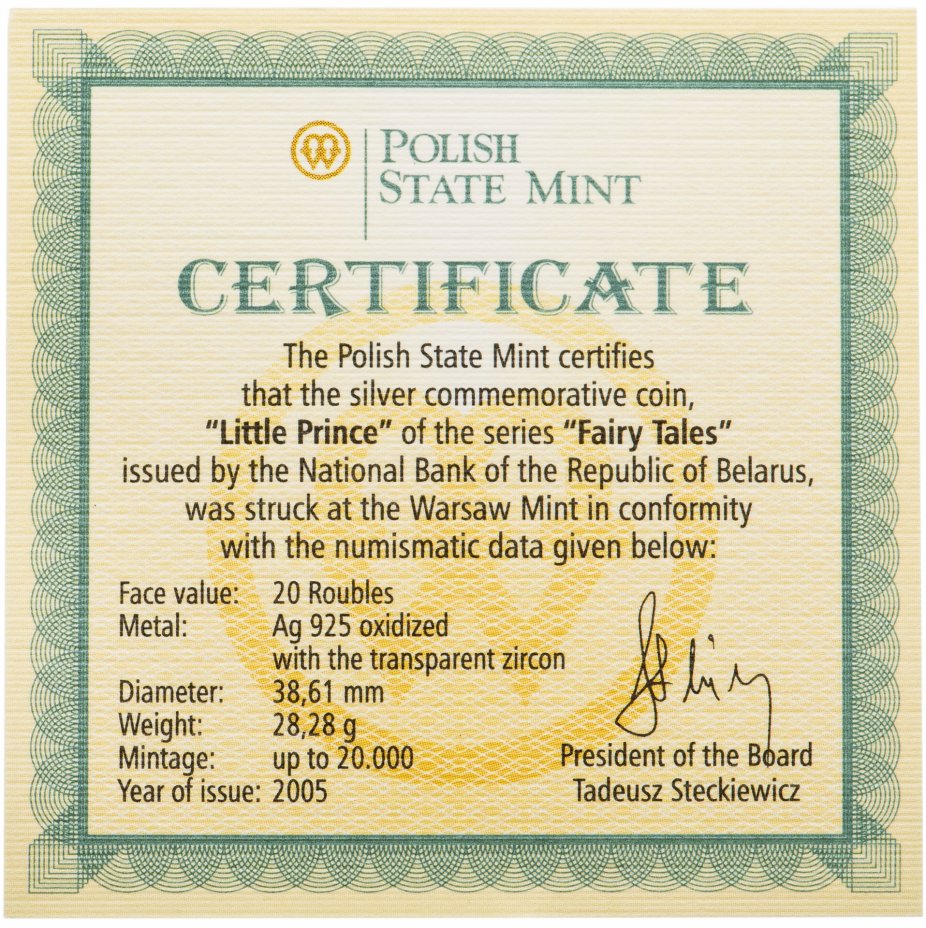 POLISH
STATE MINT
CERTIFICATE
The Polish State Mint certifies
that the silver commemorative coin,
"Little Prince" of the series "Fairy Tales"
issued by the National Bank of the Republic of Belarus,
was struck at the Warsaw Mint in conformity
with the numismatic data given below:
Face value: 20 Roubles
Metal: Ag 925 oxidized
with the transparent zircon
Diameter: 38,61 mm
Weight: 28,28 g
Mintage: up to 20.000
Year of issue: 2005
President of the Board
Tadeusz Steckiewicz